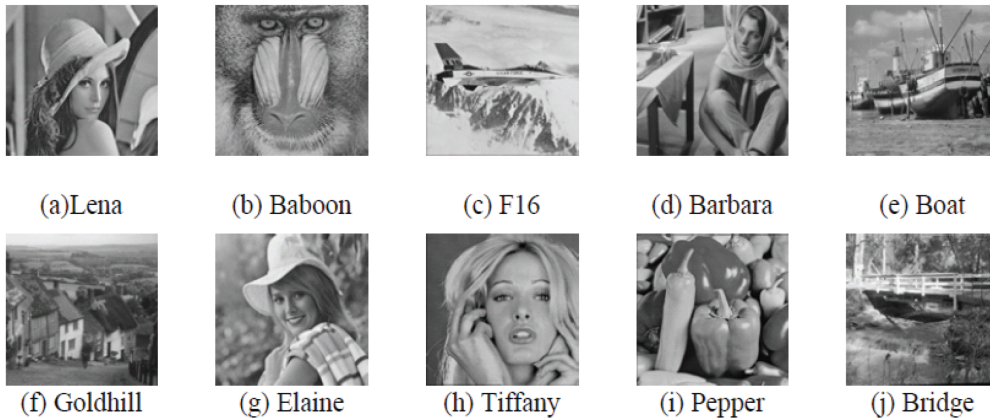 (a)Lena
(b) Baboon
(c) F16
(d) Barbara
(e) Boat
(f) Goldhill
(g) Elaine
(h) Tiffany
(i) Pepper
(j) Bridge